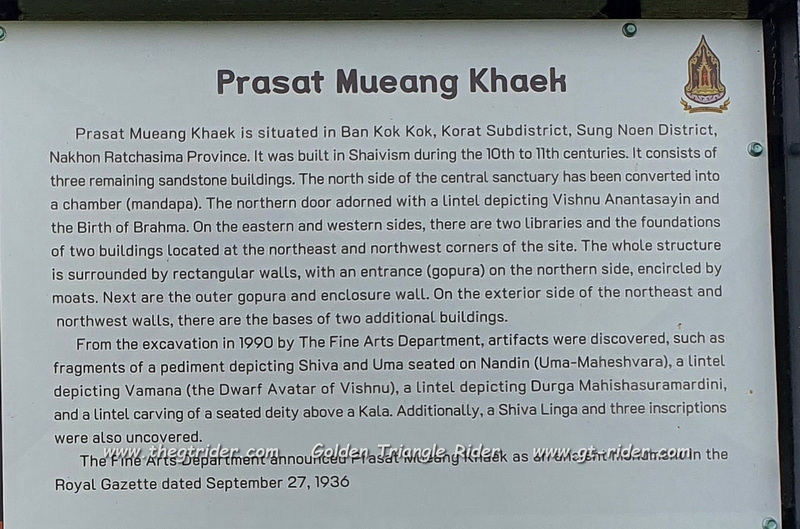 Prasat Mueang Khaek
Prasat Mueang Khaek is situated in Ban Kok Kok, Korat Subdistrict, Sung Noen District,
Nakhon Ratchasima Province. It was built in Shaivism during the 10th to 11th centuries. It consists of
three remaining sandstone buildings. The north side of the central sanctuary has been converted into
a chamber (mandapa). The northern door adorned with a lintel depicting Vishnu Anantasayin and
the Birth of Brahma. On the eastern and western sides, there are two libraries and the foundations
of two buildings located at the northeast and northwest corners of the site. The whole structure
is surrounded by rectangular walls, with an entrance (gopura) on the northern side, encircled by
moats. Next are the outer gopura and enclosure wall. On the exterior side of the northeast and
northwest walls, there are the bases of two additional buildings.
From the excavation in 1990 by The Fine Arts Department, artifacts were discovered, such as
fragments of a pediment depicting Shiva and Uma seated on Nandin (Uma-Maheshvara), a lintel
depicting Vamana (the Dwarf Avatar of Vishnu), a lintel depicting Durga Mahishasuramardini,
and a lintel carving of a seated deity above a Kala. Additionally, a Shiva Linga and three inscriptions
were also uncovered.
www.thegtrider.com Golden Triangle Rider www.gt-rider.com
The Fine Arts Department announced Prasat Mueang Khaek as an ancient monument in the
Royal Gazette dated September 27, 1936